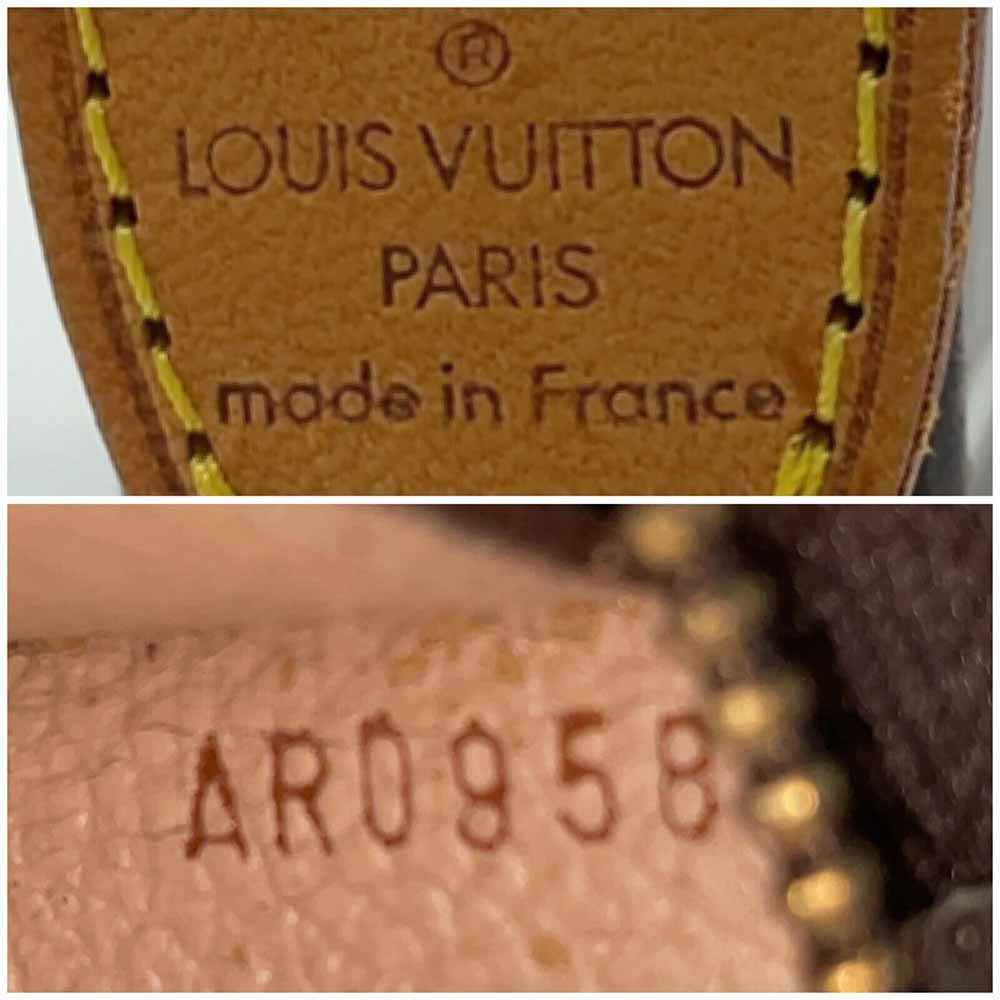 ®
LOUIS VUITTON
PARIS
made in France
AR0958